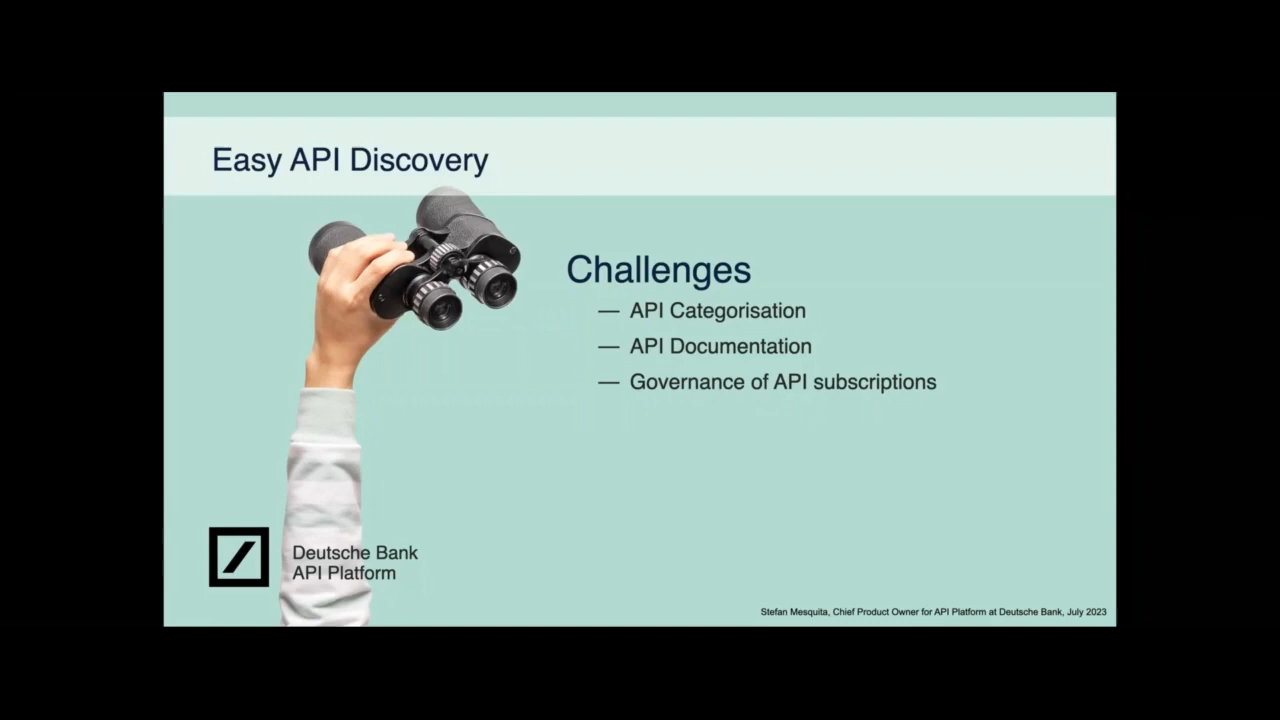 Easy API Discovery
Challenges
— API Categorisation
— API Documentation
— Governance of API subscriptions
Deutsche Bank
API Platform
Stefan Mesquita, Chief Product Owner for API Platform at Deutsche Bank, July 2023